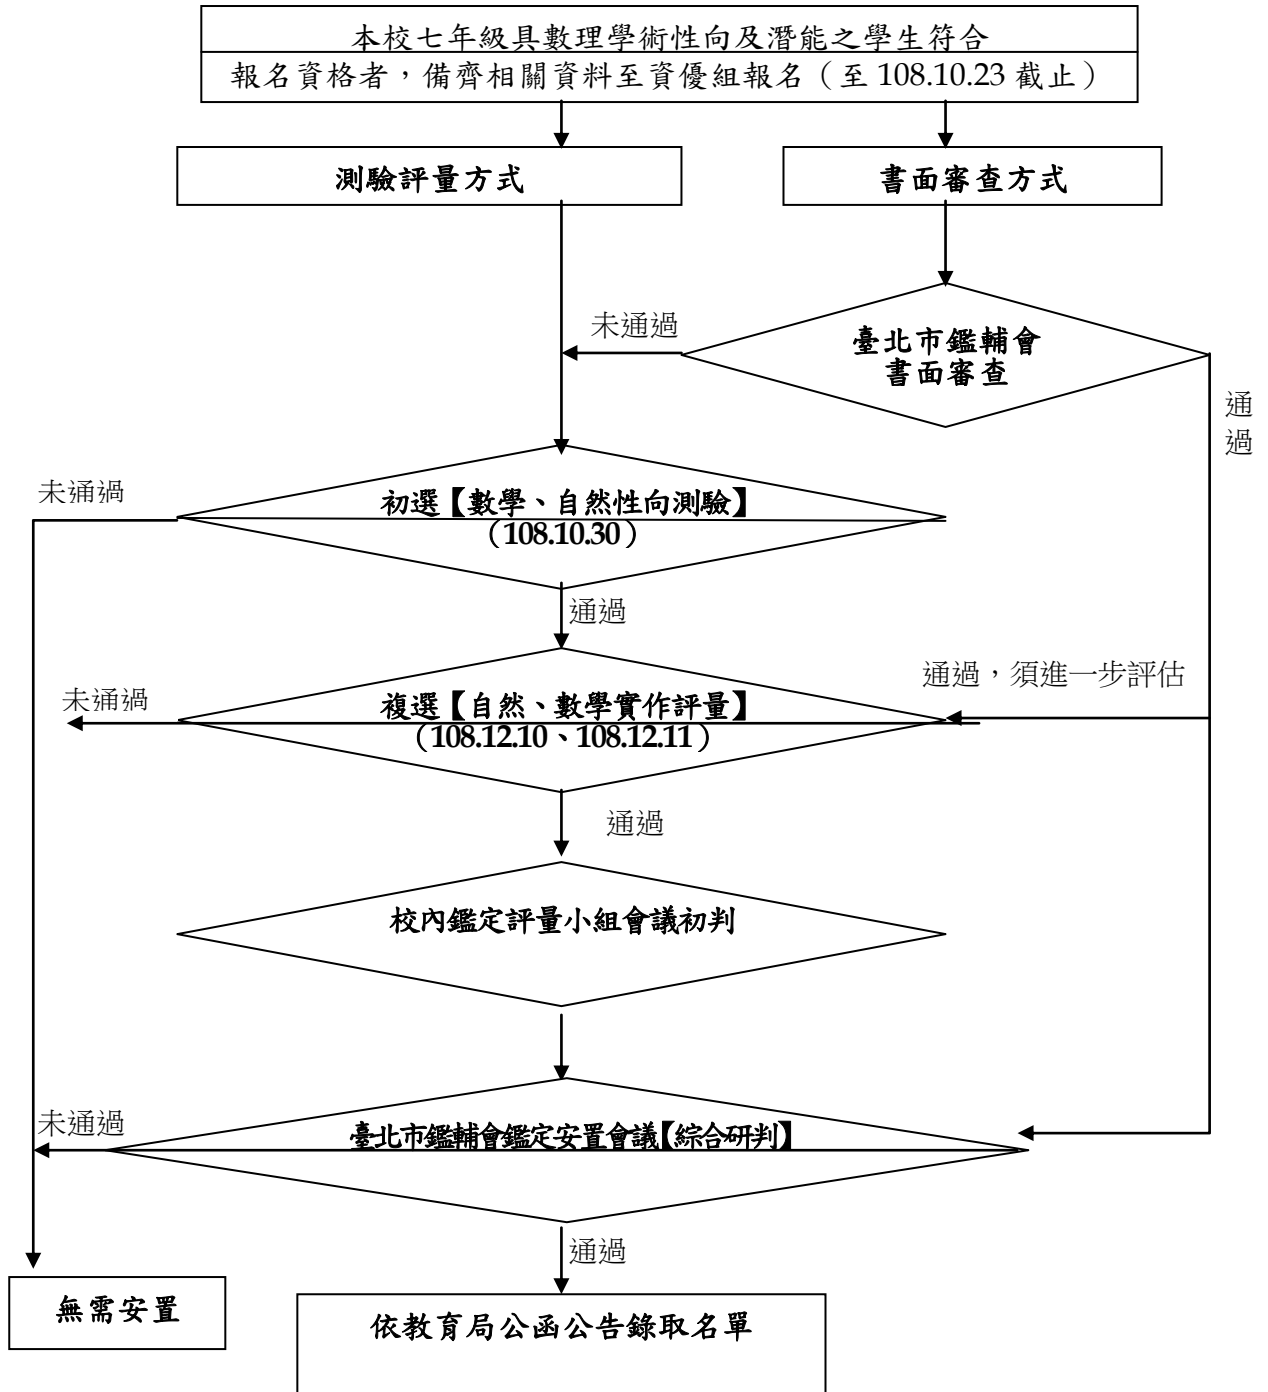 本校七年級具數理學術性向及潛能之學生符合
報名資格者，備齊相關資料至資優組報名（至 108.10.23 截止）
測驗評量方式
書面審查方式
未通過
臺北市鑑輔會
書面審查
通
過
未通過
初選【數學、自然性向測驗】
（108.10.30）
通過
通過，須進一步評估
未通過
複選【自然、數學實作評量】
（108.12.10、108.12.11）
通過
校內鑑定評量小組會議初判
未通過
臺北市鑑輔會鑑定安置會議【綜合研判】
通過
無需安置
依教育局公函公告錄取名單